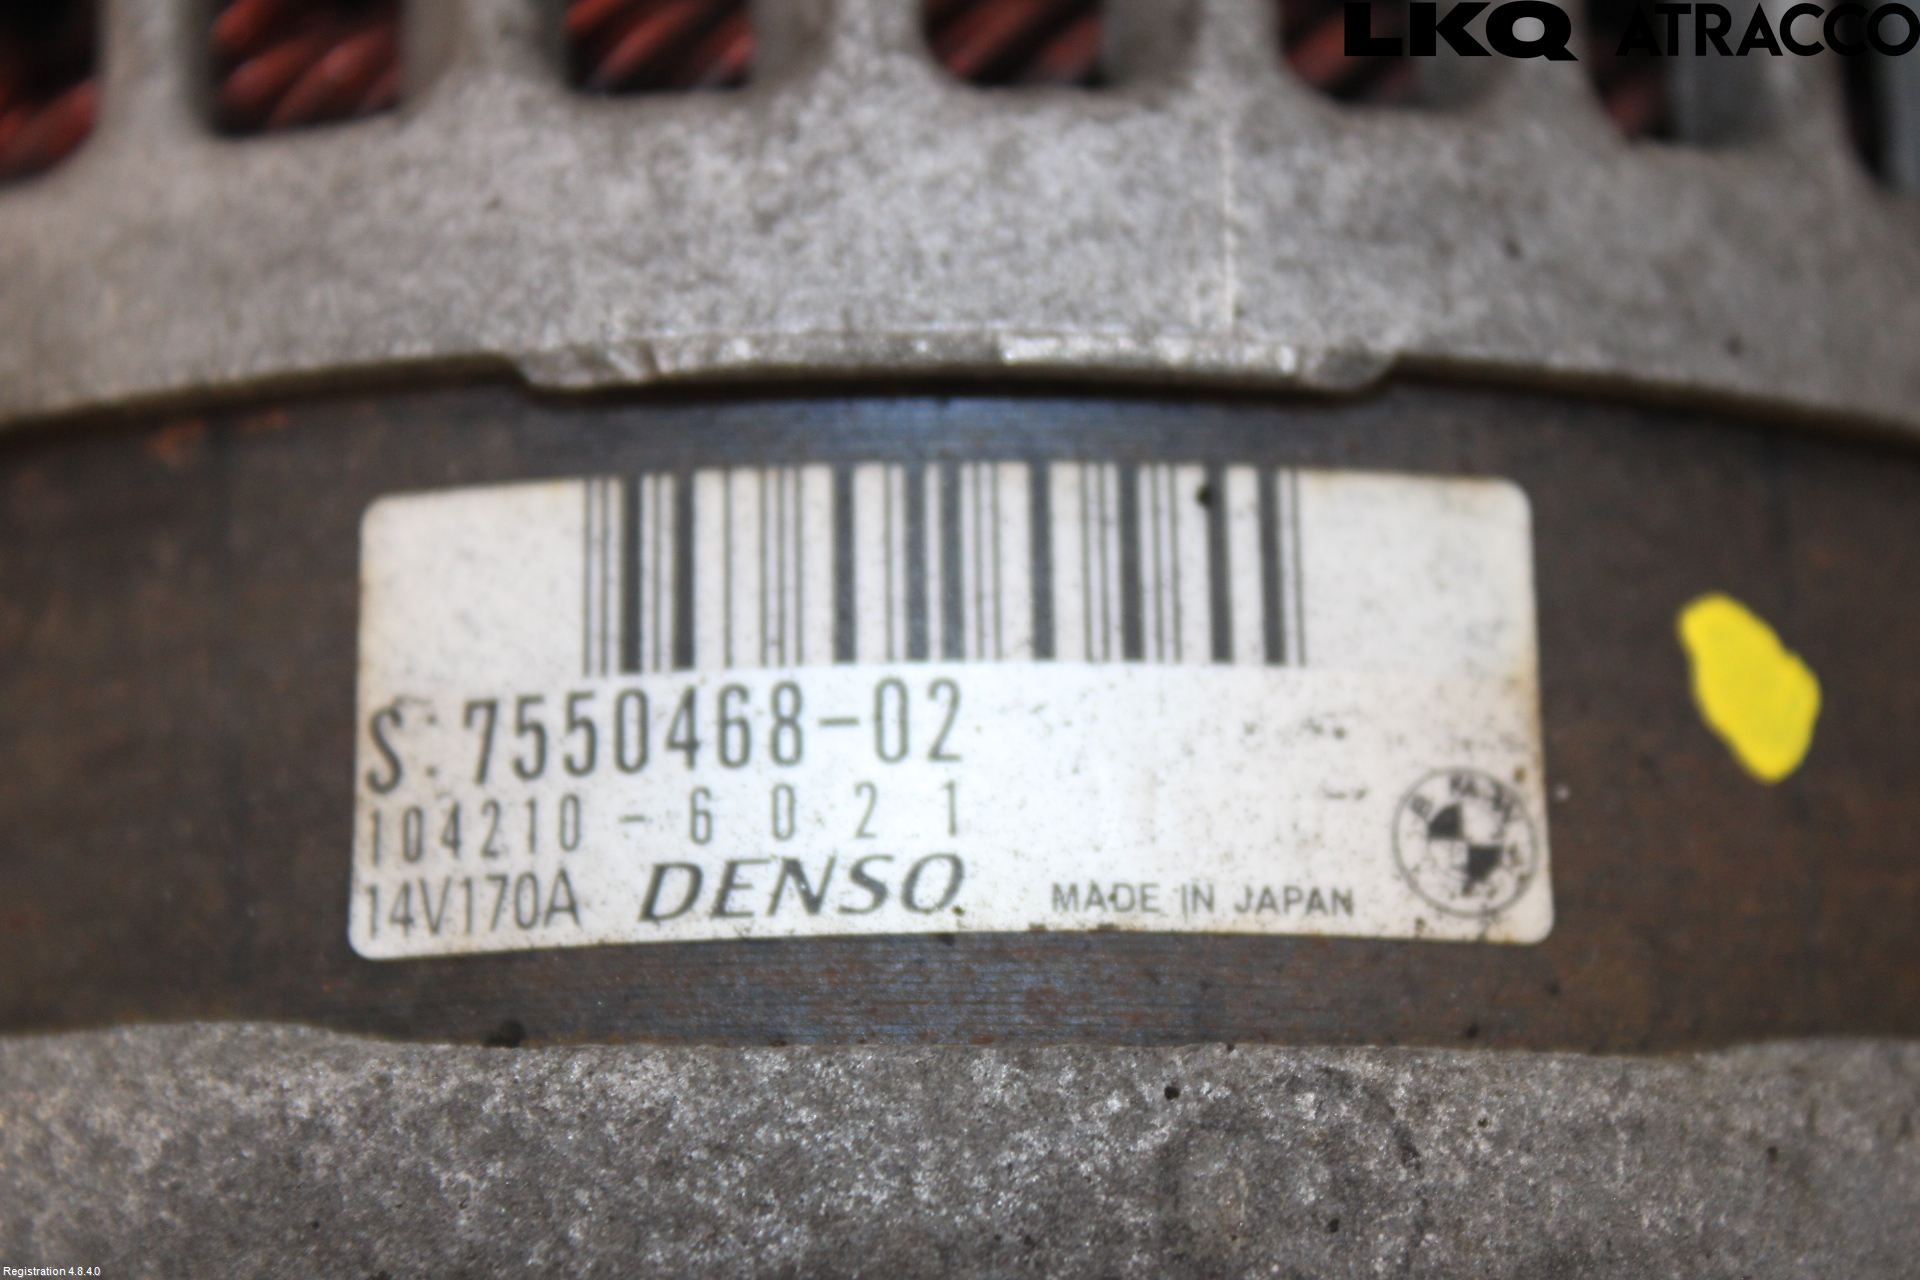 LKQ ATRACCO
S: 7550468-02
104210-6021
14V170A DENSO MADE IN JAPAN
Registration 4.8.4.0